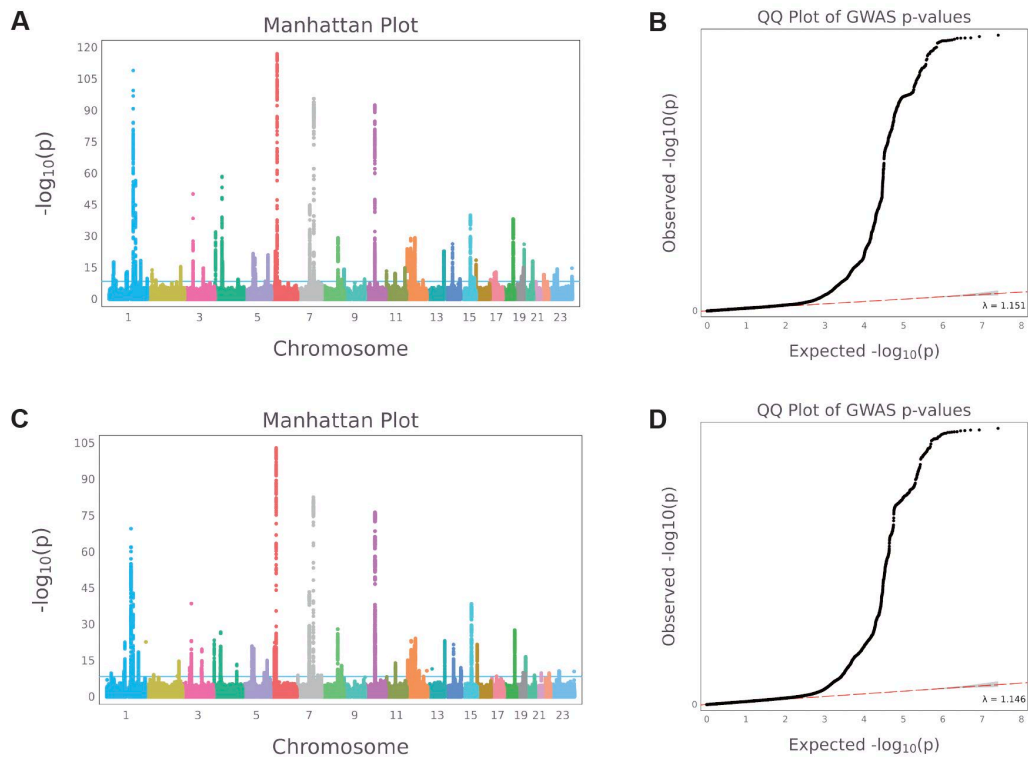 A
Manhattan Plot
120
105
90
75
60
45
30
15
0
-log10(p)
1 3 5 7 9 11 13 15 17 19 21 23
Chromosome
B
QQ Plot of GWAS p-values
Observed -log10(p)
0
λ = 1.151
0 1 2 3 4 5 6 7 8
Expected -log10(p)
C
Manhattan Plot
105
90
75
60
45
30
15
0
-log10(p)
1 3 5 7 9 11 13 15 17 19 21 23
Chromosome
D
QQ Plot of GWAS p-values
Observed -log10(p)
0
λ = 1.146
0 1 2 3 4 5 6 7 8
Expected -log10(p)